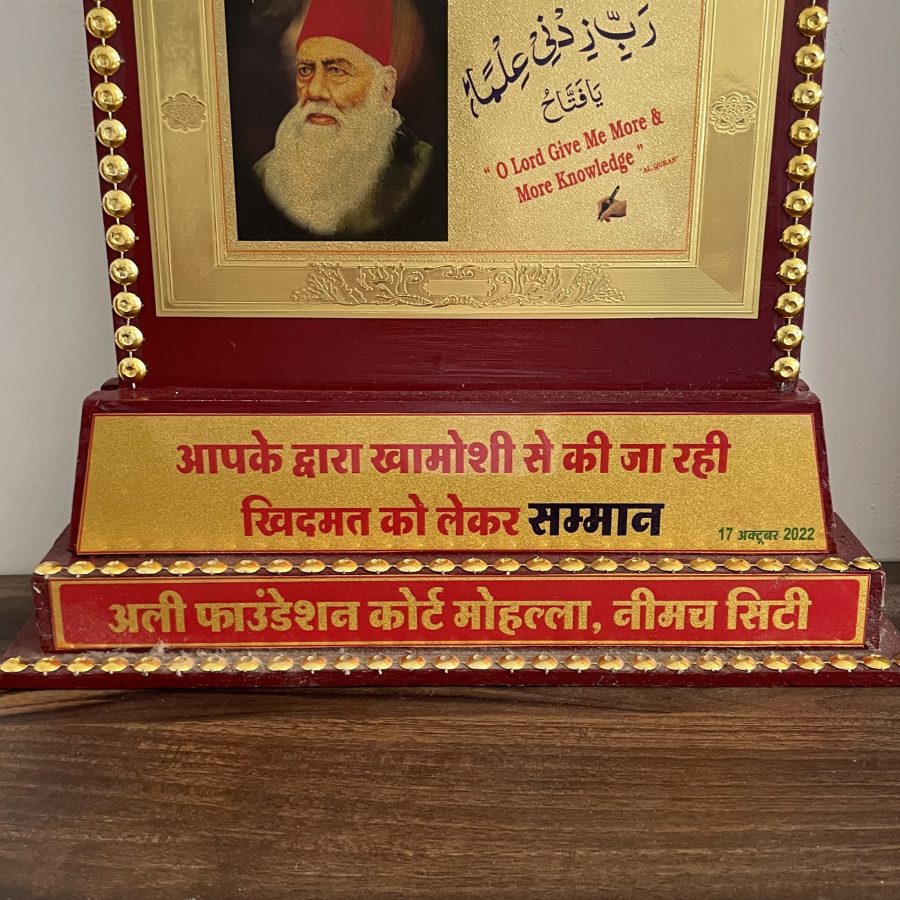 رَبِّ زِدْنِىْ عِلْمًا
يَا فَتَّاحُ
“ O Lord Give Me More &
More Knowledge ”
"AL QURAN"
आपके द्वारा खामोशी से की जा रही
खिदमत को लेकर सम्मान
17 अक्टूबर 2022
अली फाउंडेशन कोर्ट मोहल्ला, नीमच सिटी